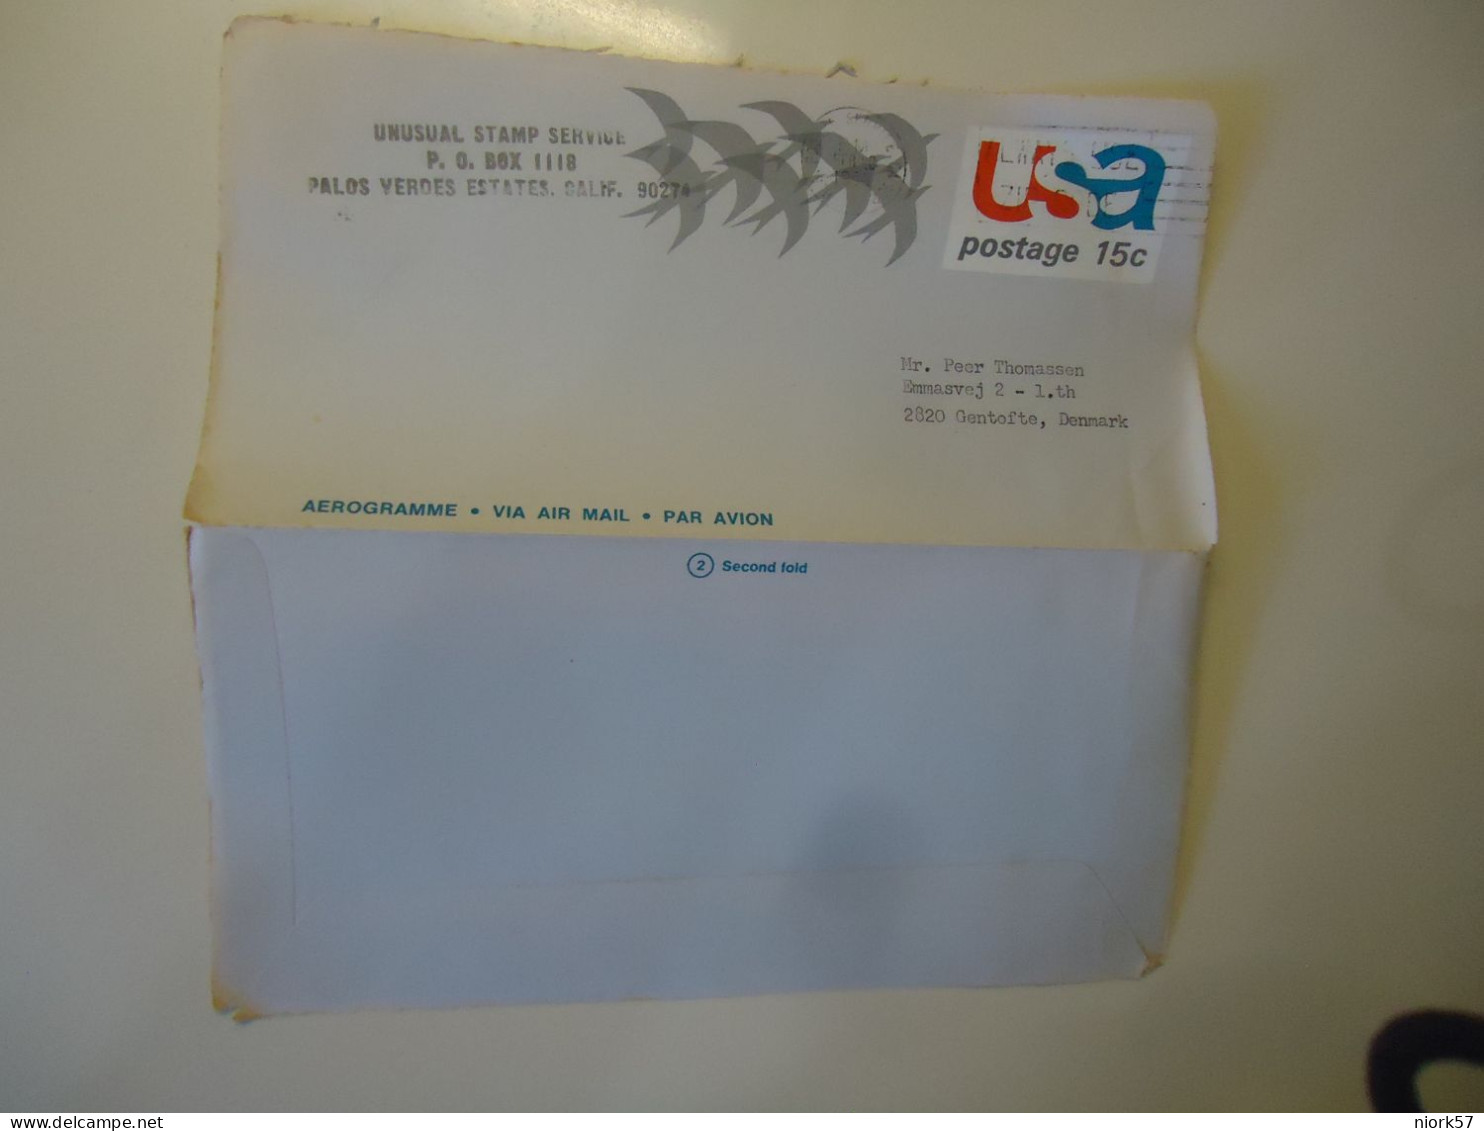 UNUSUAL STAMP SERVICE
P. O. BOX 1118
PALOS VERDES ESTATES, CALIF. 90274
usa
postage 15c
Mr. Peer Thomassen
Emmasvej 2 - 1.th
2820 Gentofte, Denmark
AEROGRAMME • VIA AIR MAIL • PAR AVION
2 Second fold
delcampe.net
niork57